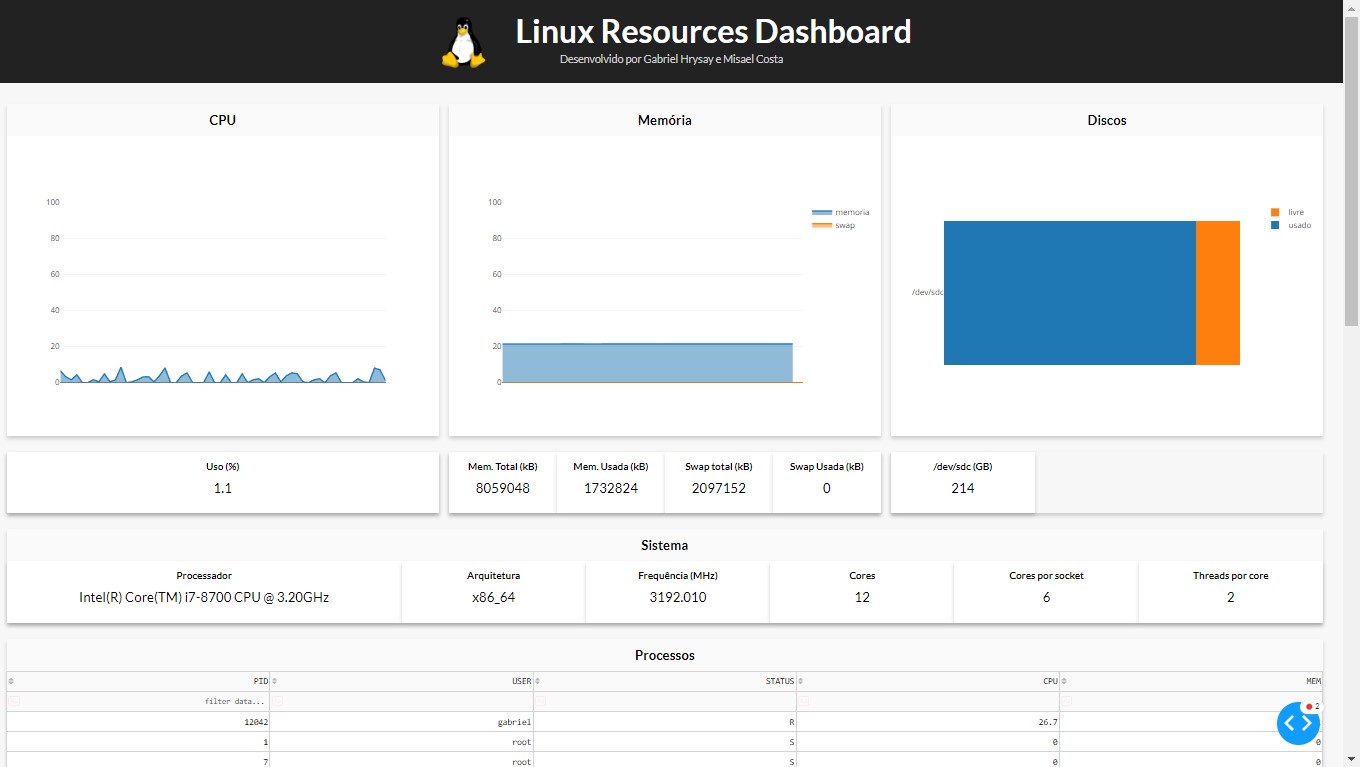 Linux Resources Dashboard
Desenvolvido por Gabriel Hrysay e Misael Costa
CPU
Memória
Discos
100
80
60
40
20
0
100
80
60
40
20
0
memoria
swap
/dev/sdc
livre
usado
Uso (%)
1.1
Mem. Total (kB)
8059048
Mem. Usada (kB)
1732824
Swap total (kB)
2097152
Swap Usada (kB)
0
/dev/sdc (GB)
214
Sistema
Processador
Intel(R) Core(TM) i7-8700 CPU @ 3.20GHz
Arquitetura
x86_64
Frequência (MHz)
3192.010
Cores
12
Cores por socket
6
Threads por core
2
Processos
PID USER STATUS CPU MEM
filter data...
12042 gabriel R 26.7
1 root S 0 0
7 root S 0 0
2